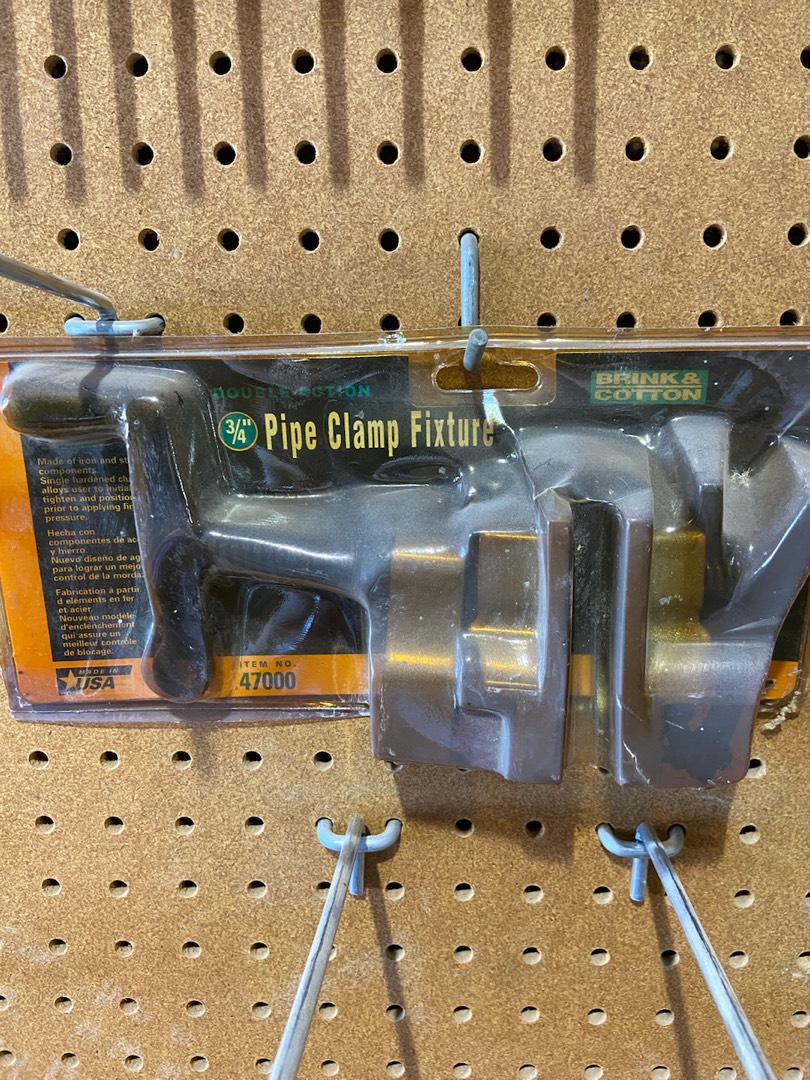 DOUBLE ACTION
BRINK &
COTTON
3/4" Pipe Clamp Fixture
Made of iron and
components.
Single hardened
allows user to
tighten and position
prior to applying
pressure.
Hecha con
componentes de
y hierro.
Nuevo diseño de
para lograr un
control de la
Fabrication à partir
d'éléments en fer
et acier.
Nouveau modèle
d'enclenchement
qui assure un
meilleur contrôle
de blocage.
MADE IN
USA
ITEM NO.
47000